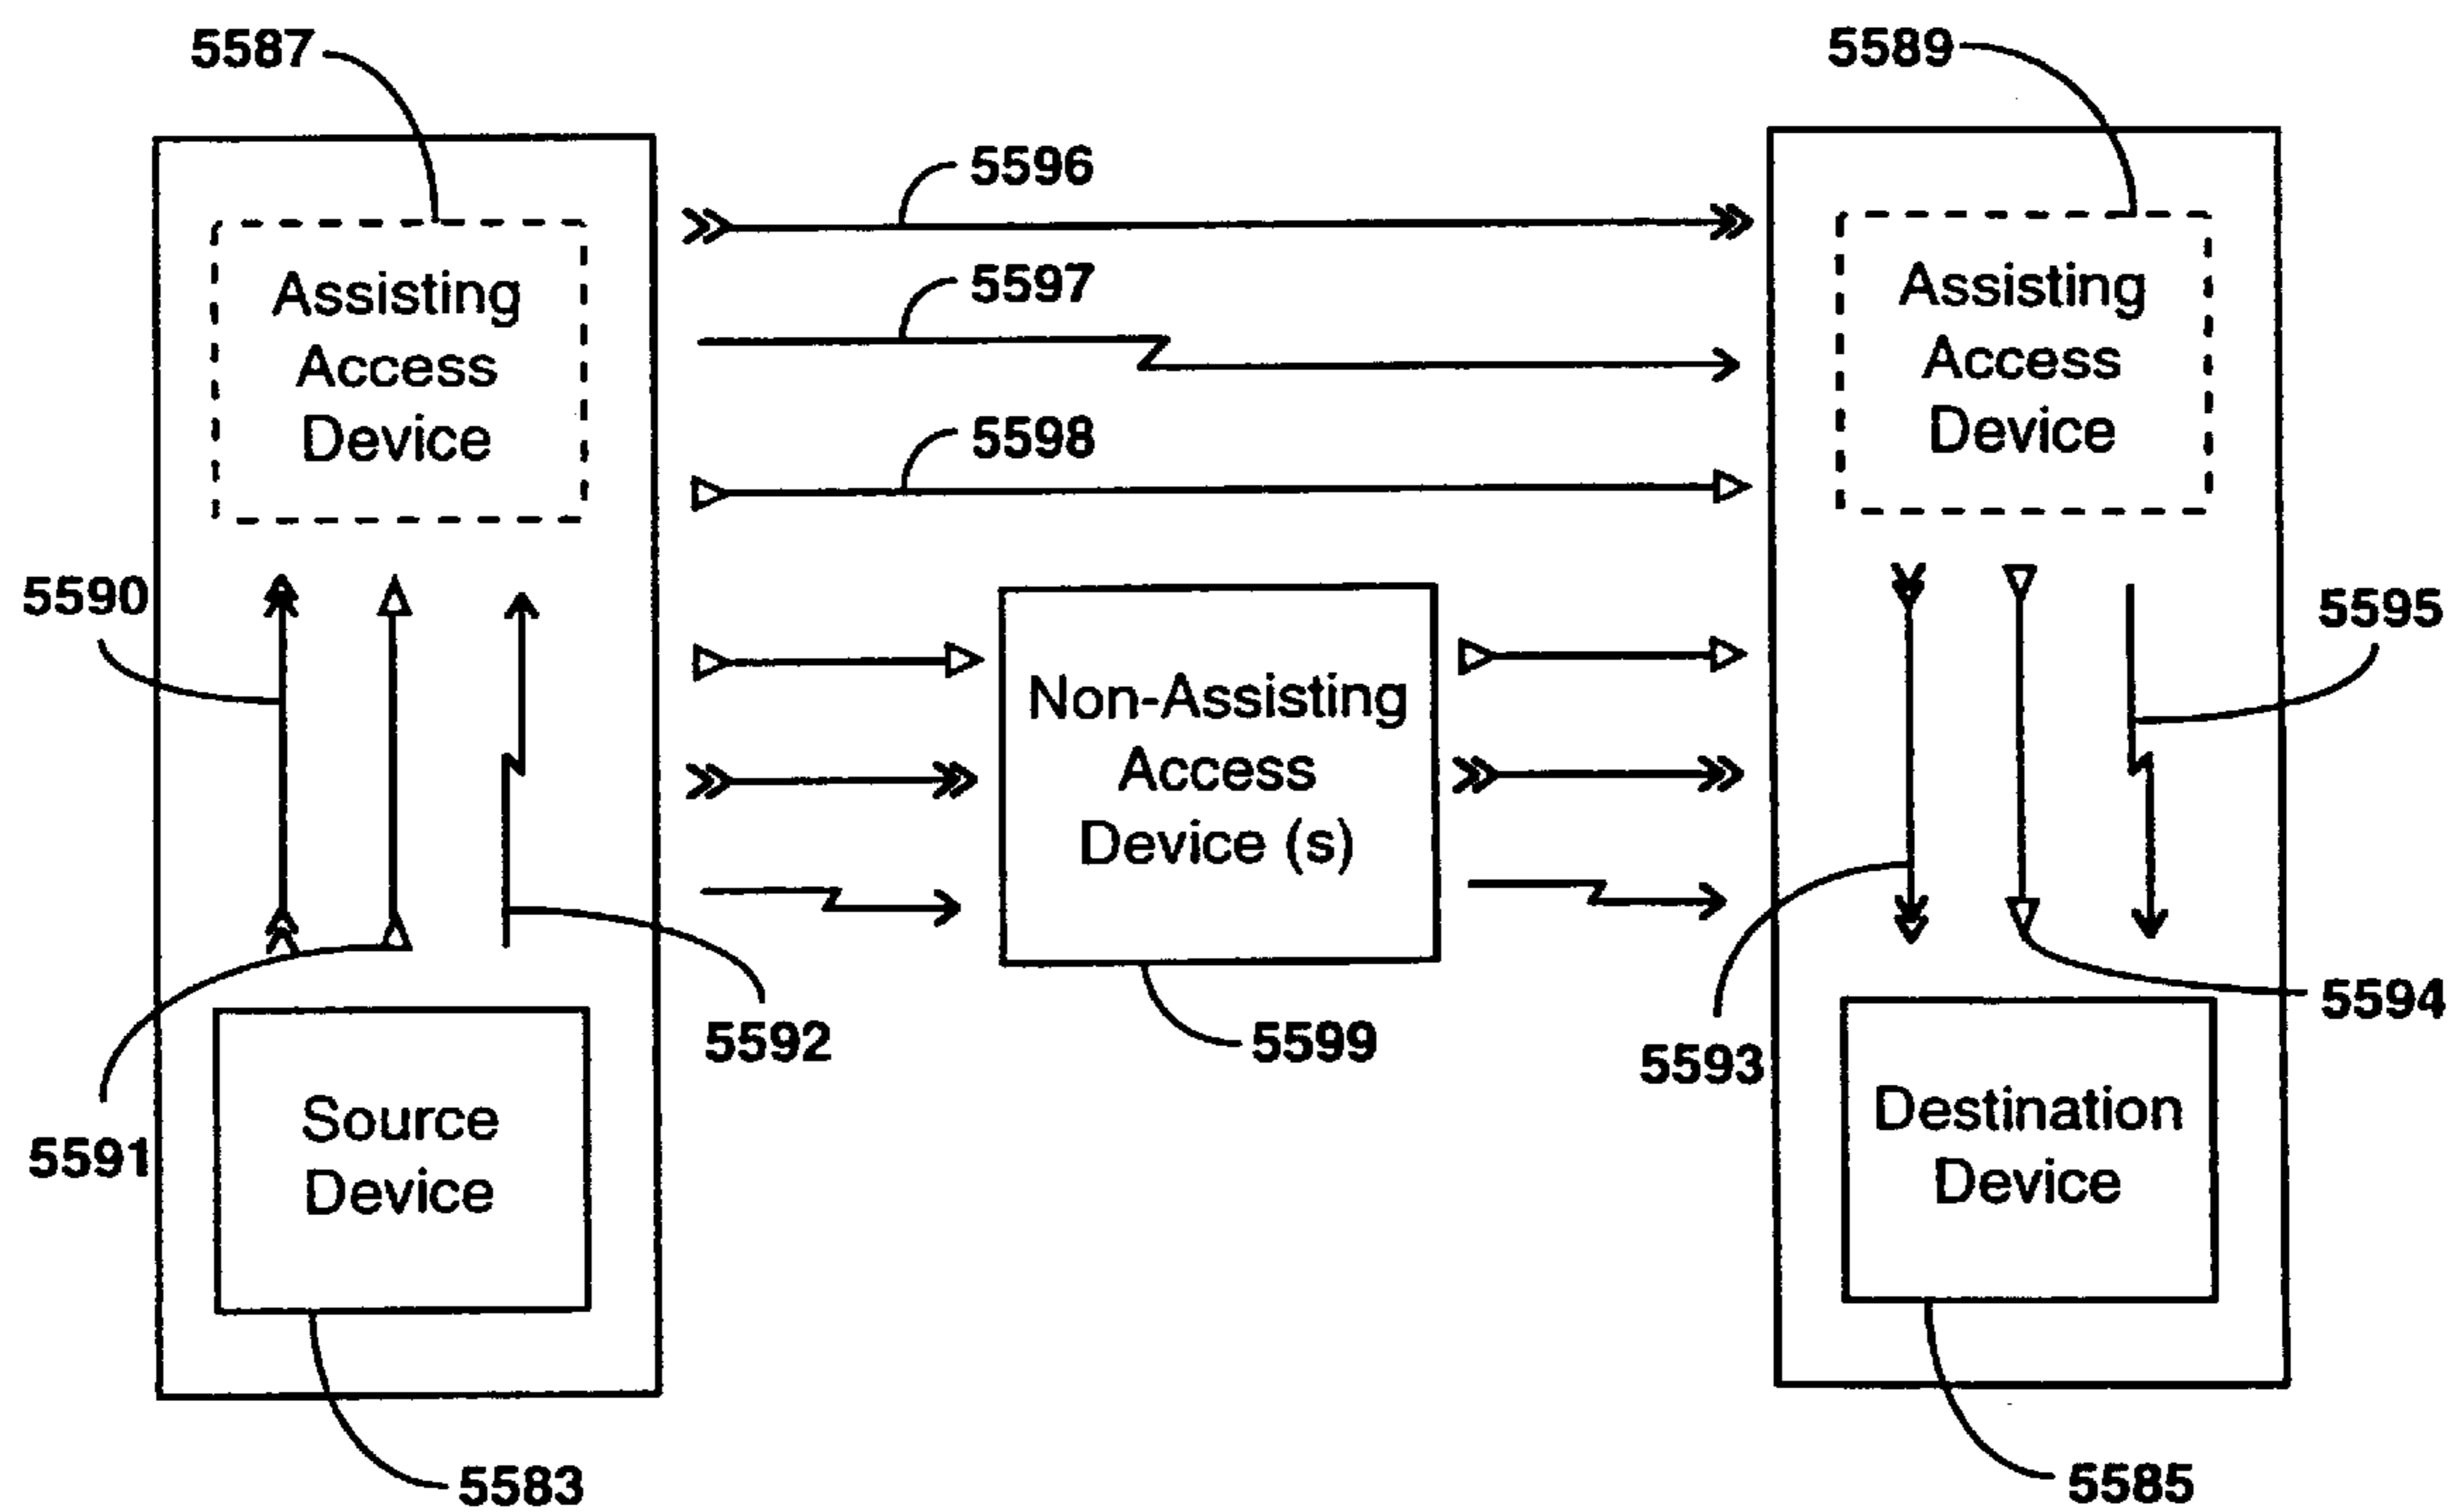 5587
5589
5596
5597
5598
Assisting
Access
Device
Assisting
Access
Device
5590
5595
Non-Assisting
Access
Device (s)
5592
5599
5593
5594
5591
Source
Device
Destination
Device
5583
5585